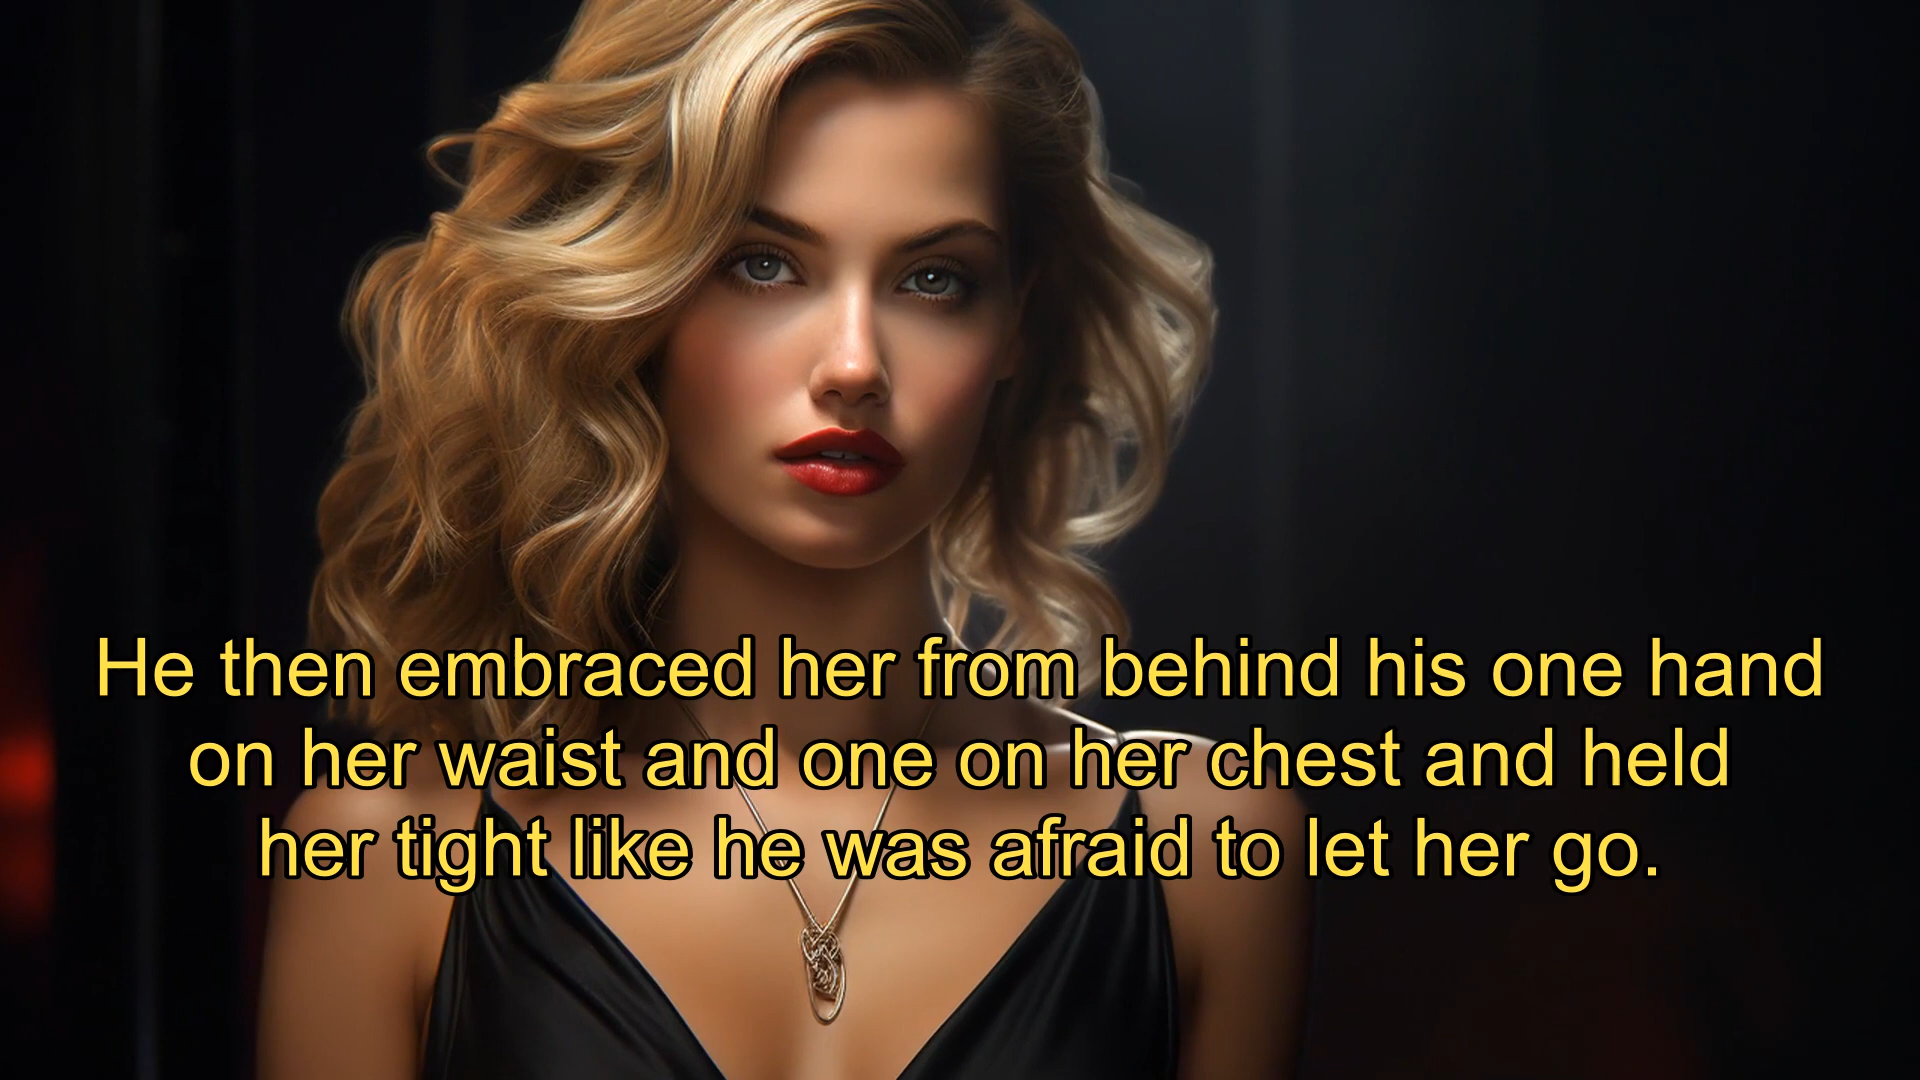 He then embraced her from behind his one hand
on her waist and one on her chest and held
her tight like he was afraid to let her go.